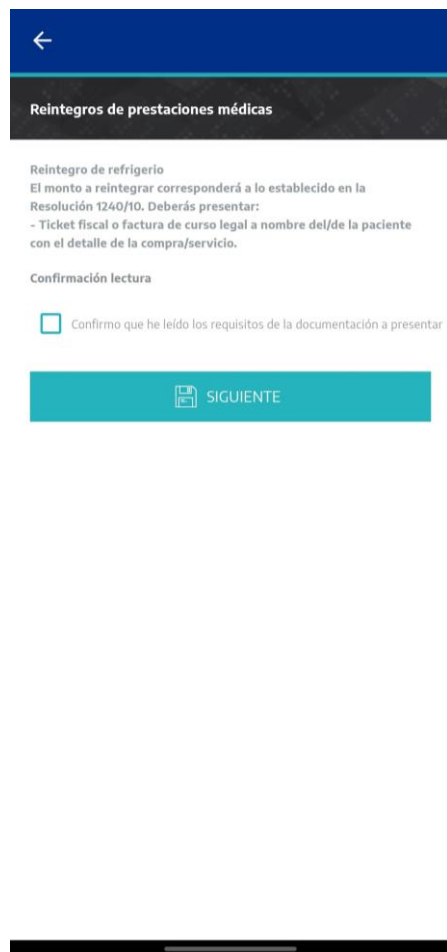 Reintegros de prestaciones médicas
Reintegro de refrigerio
El monto a reintegrar corresponderá a lo establecido en la
Resolución 1240/10. Deberás presentar:
- Ticket fiscal o factura de curso legal a nombre del/de la paciente
con el detalle de la compra/servicio.
Confirmación lectura
Confirmo que he leído los requisitos de la documentación a presentar
SIGUIENTE